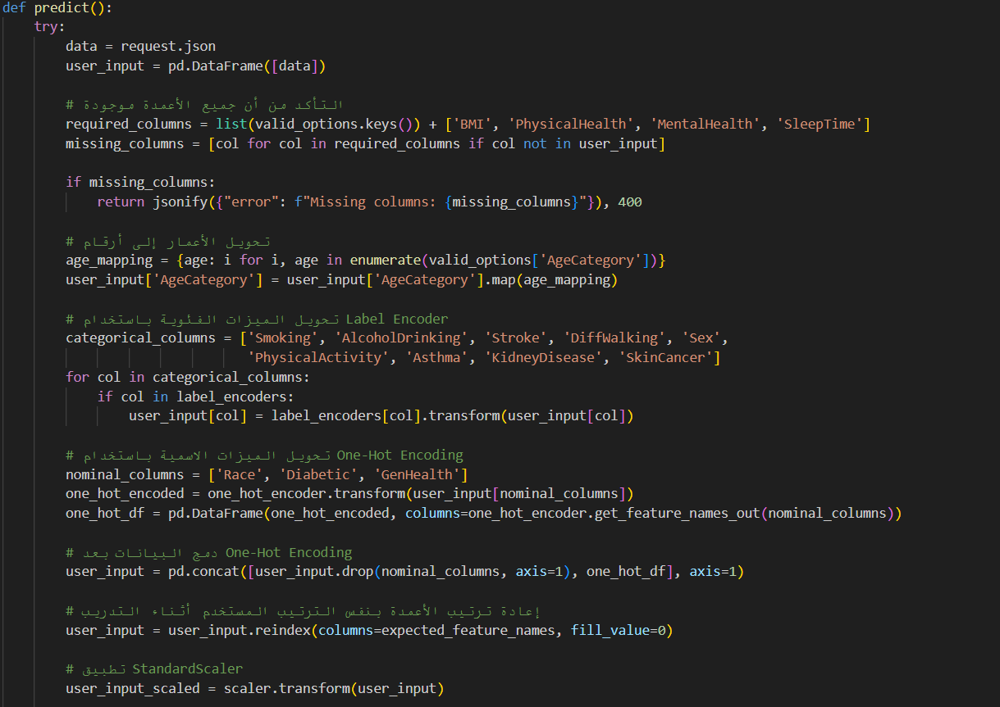 def predict():
    try:
        data = request.json
        user_input = pd.DataFrame([data])

        # التأكد من أن جميع الأعمدة موجودة
        required_columns = list(valid_options.keys()) + ['BMI', 'PhysicalHealth', 'MentalHealth', 'SleepTime']
        missing_columns = [col for col in required_columns if col not in user_input]

        if missing_columns:
            return jsonify({"error": f"Missing columns: {missing_columns}"}), 400

        # تحويل الأعمار إلى أرقام
        age_mapping = {age: i for i, age in enumerate(valid_options['AgeCategory'])}
        user_input['AgeCategory'] = user_input['AgeCategory'].map(age_mapping)

        # تحويل الميزات الفئوية باستخدام Label Encoder
        categorical_columns = ['Smoking', 'AlcoholDrinking', 'Stroke', 'DiffWalking', 'Sex',
                               'PhysicalActivity', 'Asthma', 'KidneyDisease', 'SkinCancer']
        for col in categorical_columns:
            if col in label_encoders:
                user_input[col] = label_encoders[col].transform(user_input[col])

        # تحويل الميزات الاسمية باستخدام One-Hot Encoding
        nominal_columns = ['Race', 'Diabetic', 'GenHealth']
        one_hot_encoded = one_hot_encoder.transform(user_input[nominal_columns])
        one_hot_df = pd.DataFrame(one_hot_encoded, columns=one_hot_encoder.get_feature_names_out(nominal_columns))

        # دمج البيانات بعد One-Hot Encoding
        user_input = pd.concat([user_input.drop(nominal_columns, axis=1), one_hot_df], axis=1)

        # إعادة ترتيب الأعمدة بنفس الترتيب المستخدم أثناء التدريب
        user_input = user_input.reindex(columns=expected_feature_names, fill_value=0)

        # تطبيق StandardScaler
        user_input_scaled = scaler.transform(user_input)